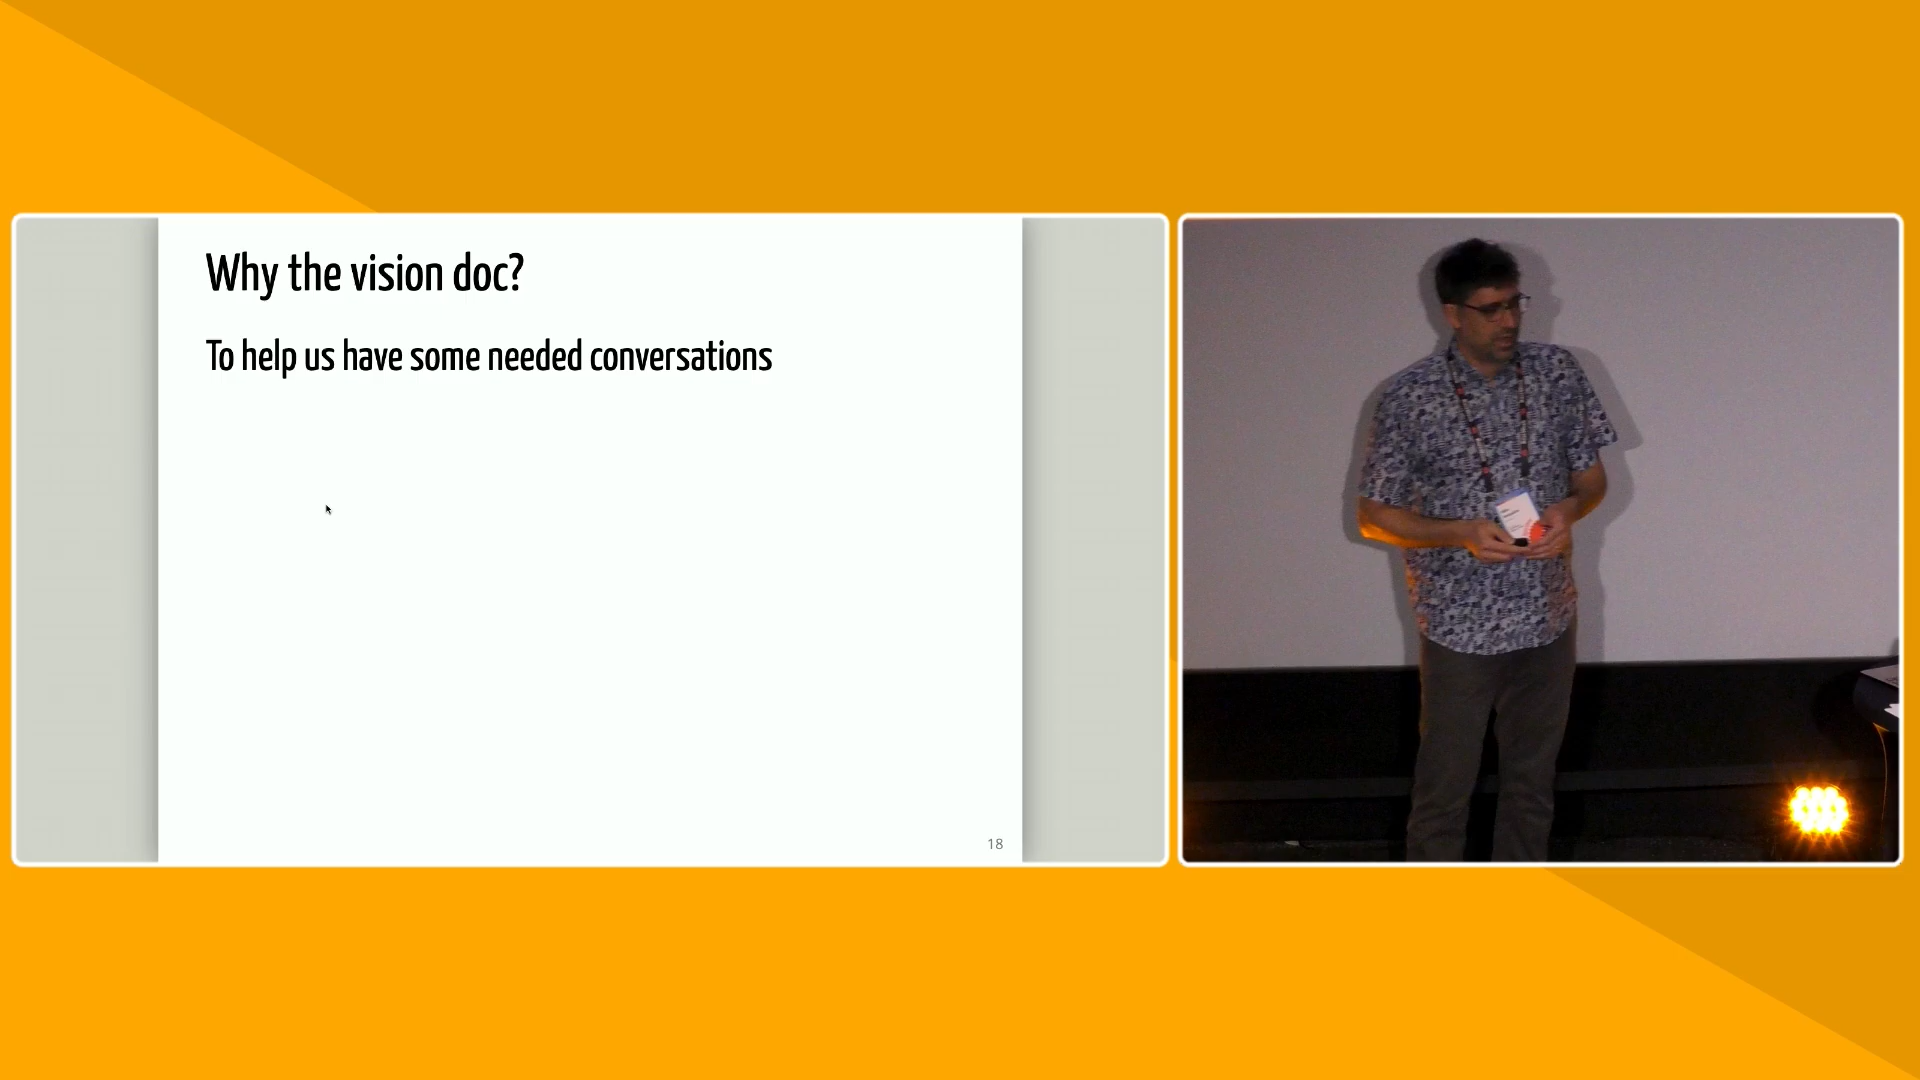 Why the vision doc?
To help us have some needed conversations
18